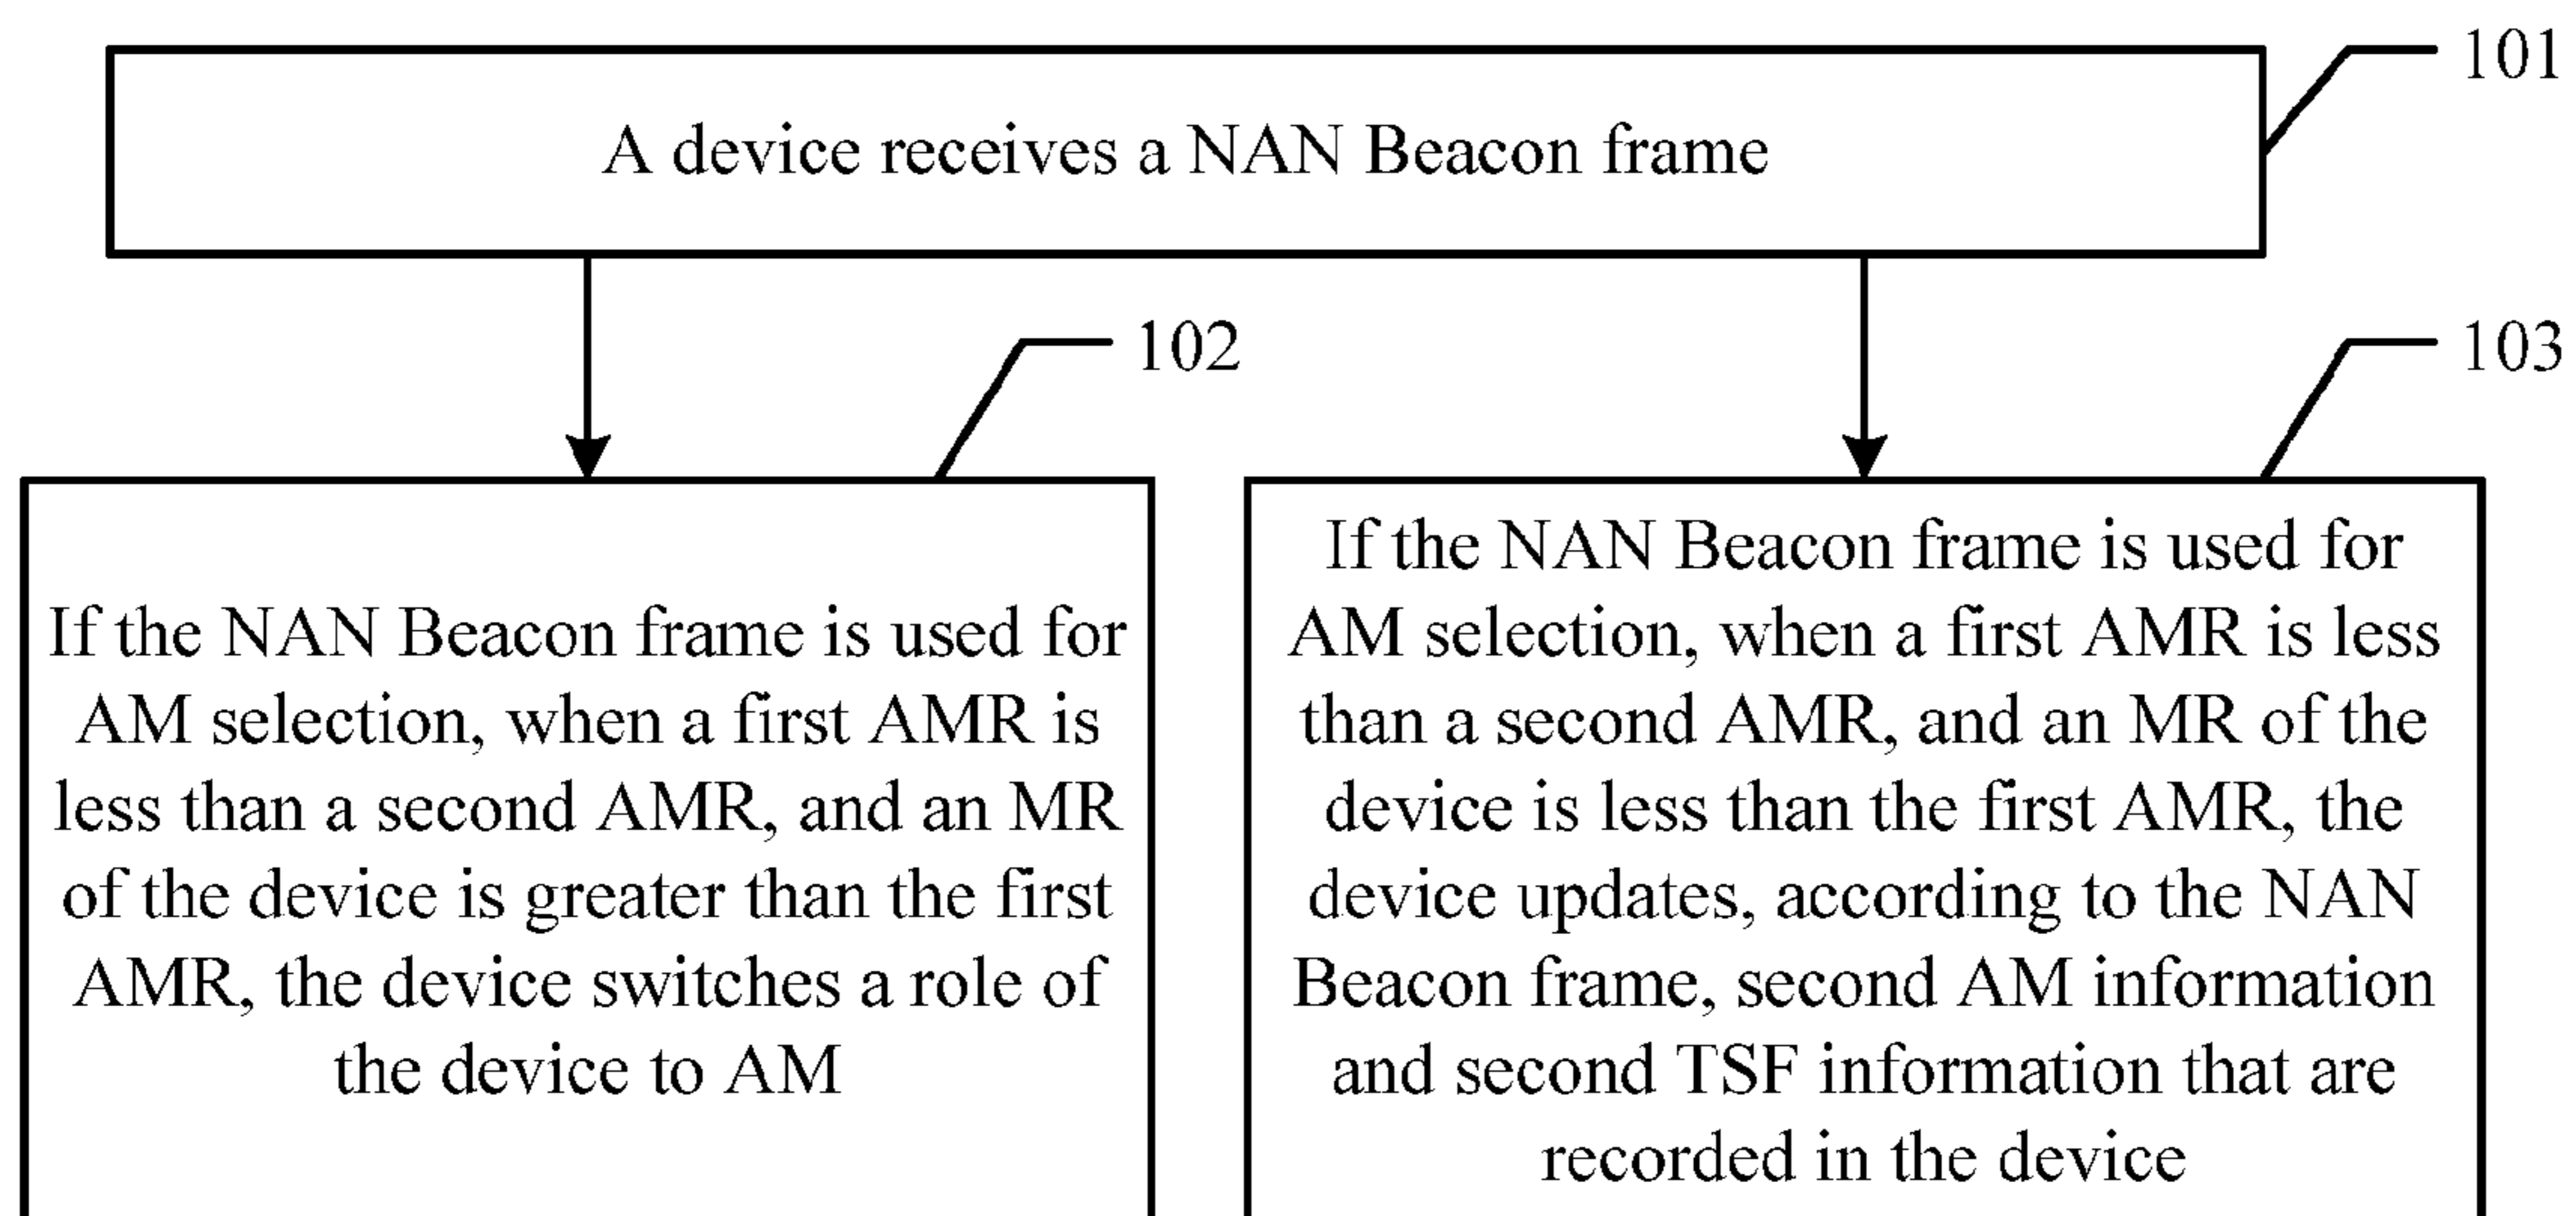 101
A device receives a NAN Beacon frame
102
If the NAN Beacon frame is used for
AM selection, when a first AMR is
less than a second AMR, and an MR
of the device is greater than the first
AMR, the device switches a role of
the device to AM
103
If the NAN Beacon frame is used for
AM selection, when a first AMR is less
than a second AMR, and an MR of the
device is less than the first AMR, the
device updates, according to the NAN
Beacon frame, second AM information
and second TSF information that are
recorded in the device